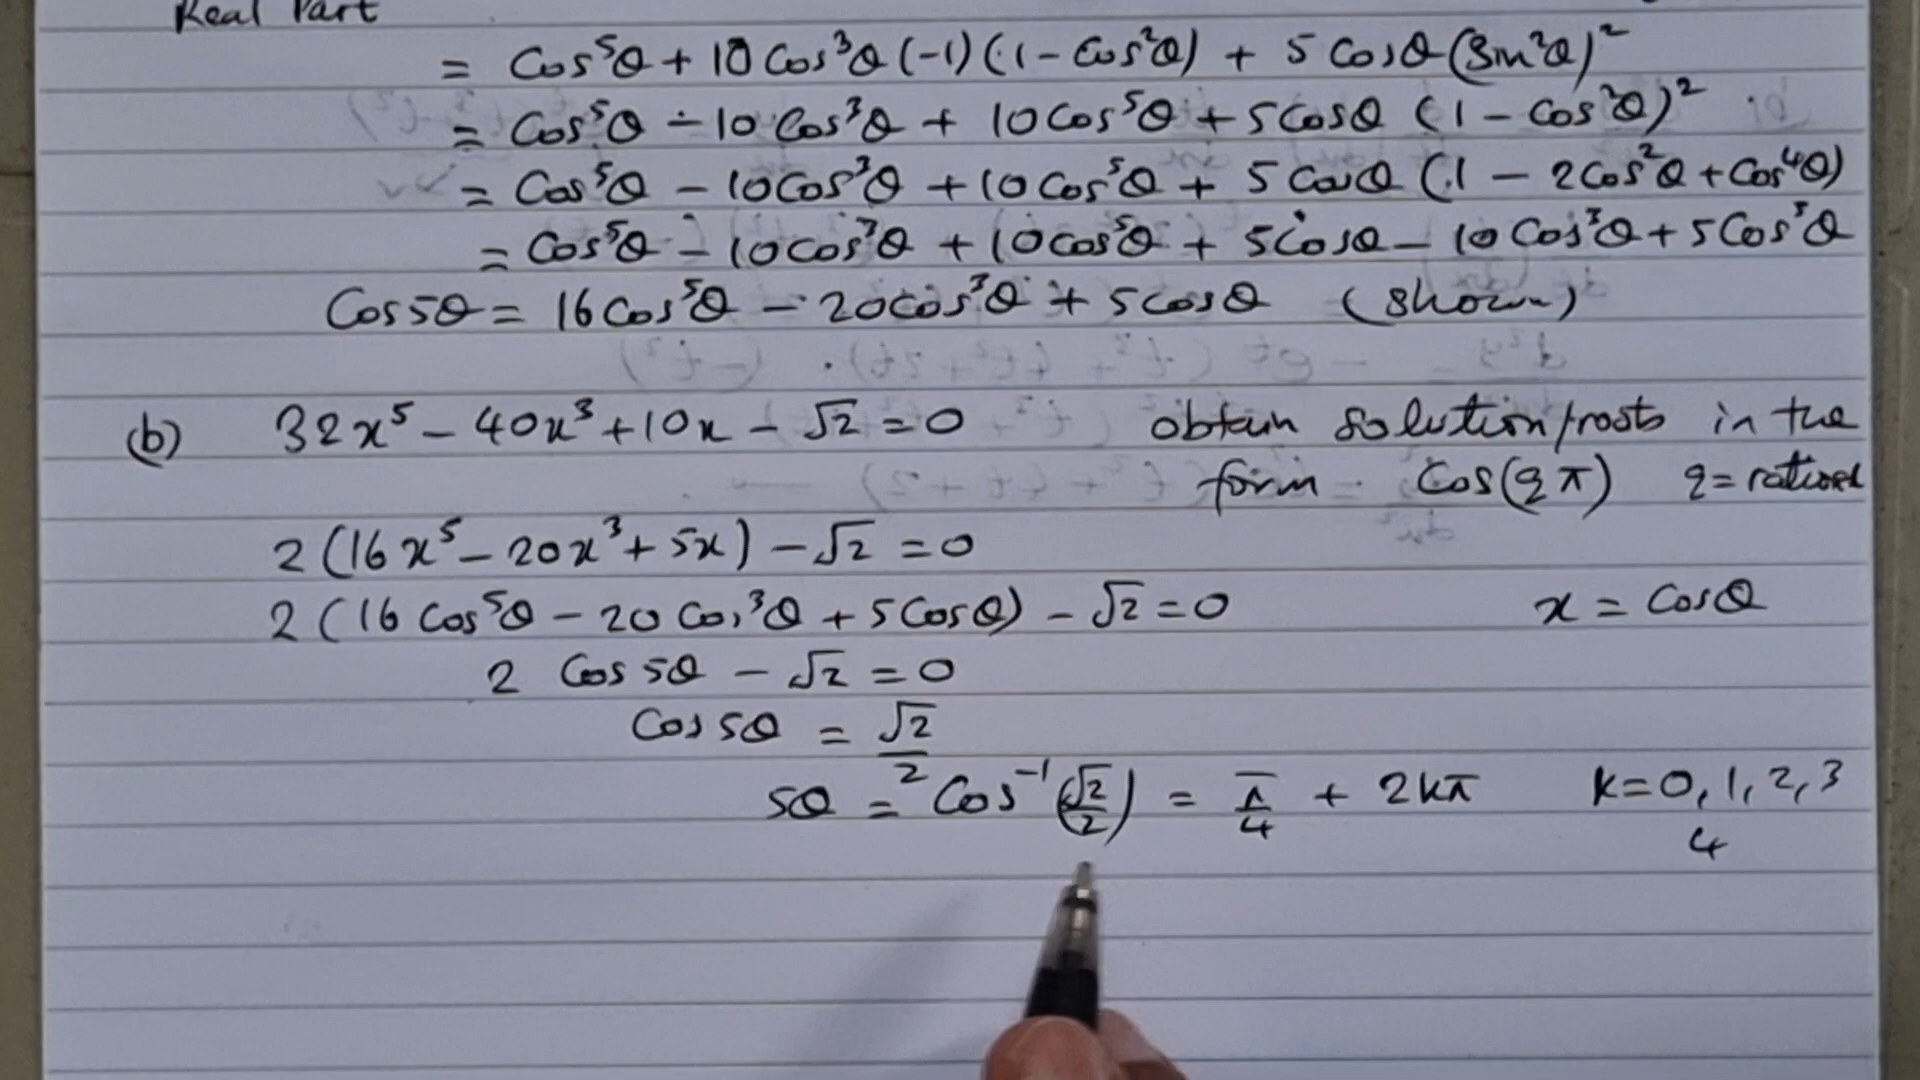 Real Part
= Cos⁵θ + 10 Cos³θ (-1) (1 - Cos²θ) + 5 Cosθ (Sin²θ)²
= Cos⁵θ - 10 Cos³θ + 10 Cos⁵θ + 5 Cosθ (1 - Cos²θ)²
= Cos⁵θ - 10 Cos³θ + 10 Cos⁵θ + 5 Cosθ (1 - 2Cos²θ + Cos⁴θ)
= Cos⁵θ - 10 Cos³θ + 10 Cos⁵θ + 5 Cosθ - 10 Cos³θ + 5 Cos⁵θ
Cos5θ = 16 Cos⁵θ - 20 Cos³θ + 5 Cosθ (Shown)
(b) 32x⁵ - 40x³ + 10x - √2 = 0 obtain solution/roots in the
form Cos(qπ) q = rational
2 (16x⁵ - 20x³ + 5x) - √2 = 0
2 (16 Cos⁵θ - 20 Cos³θ + 5 Cosθ) - √2 = 0 x = Cosθ
2 Cos 5θ - √2 = 0
Cos 5θ = √2/2
5θ = Cos⁻¹(√2/2) = π/4 + 2kπ k = 0, 1, 2, 3
4